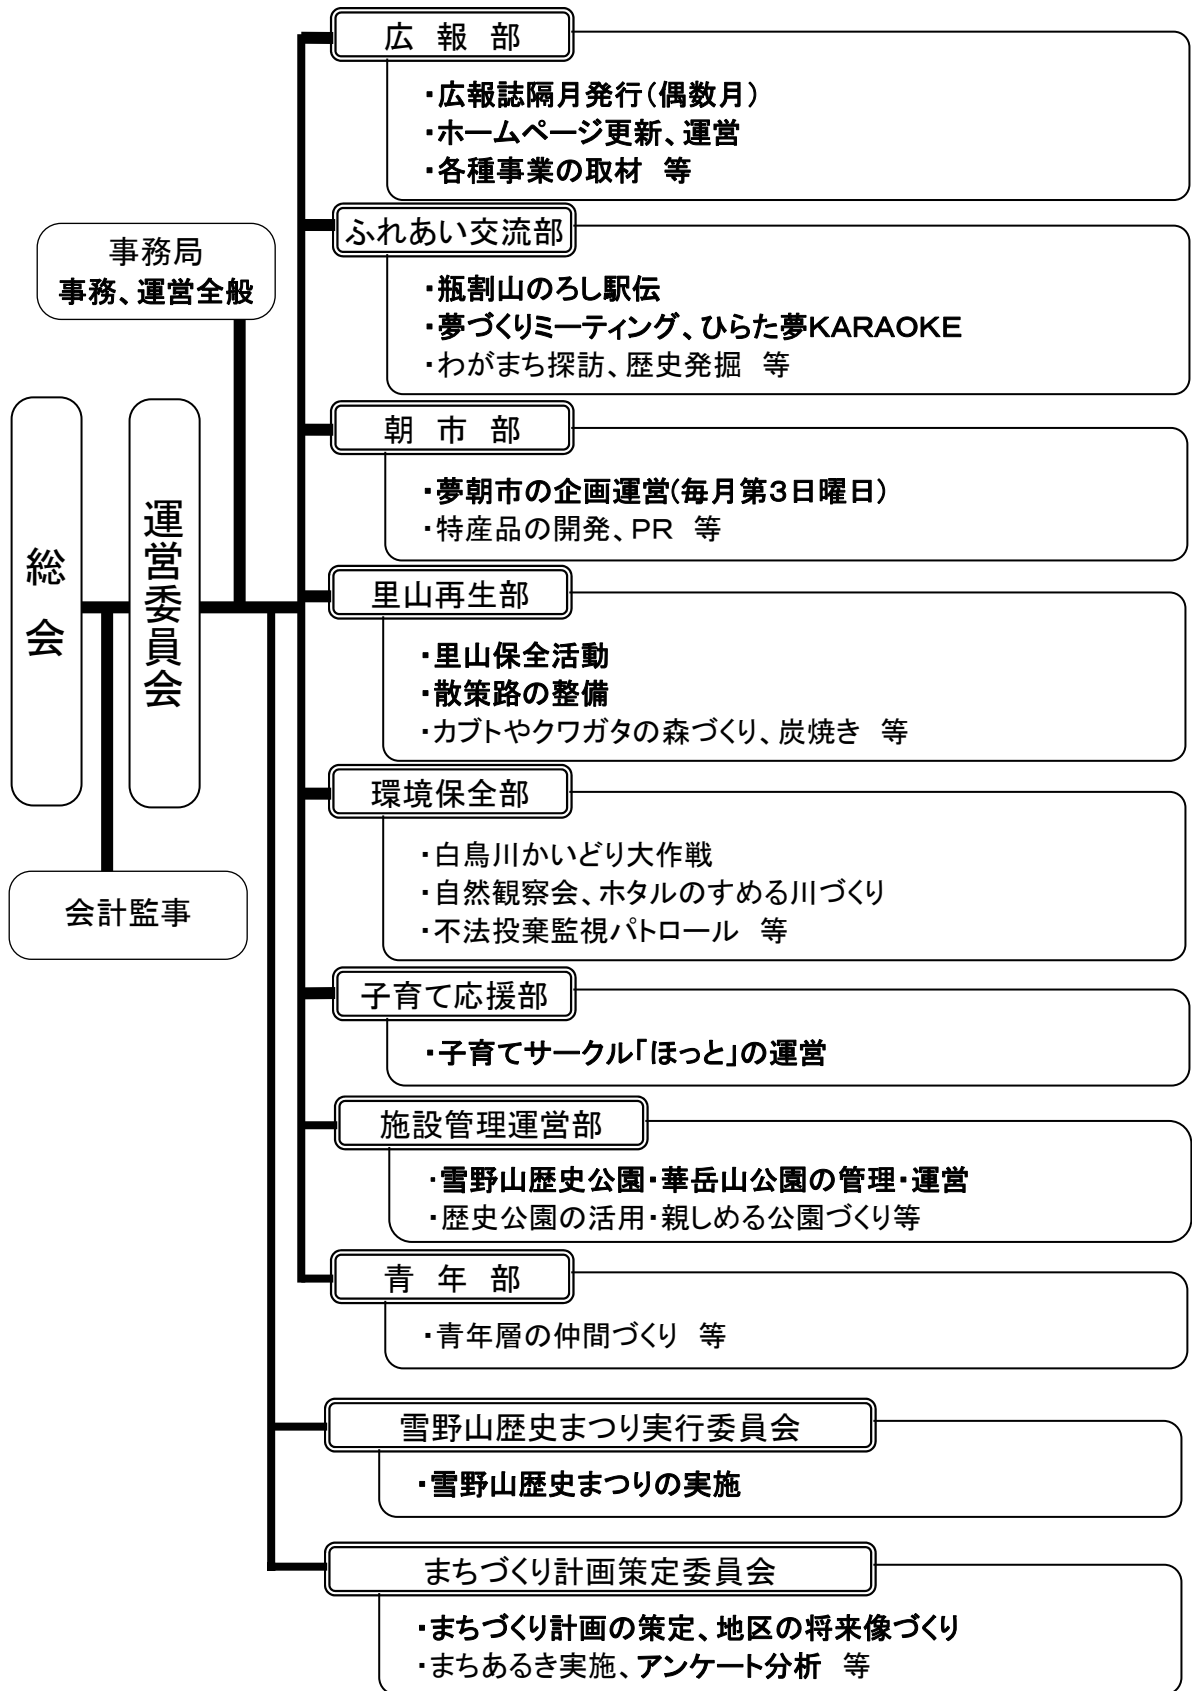 広　報　部
・広報誌隔月発行（偶数月）
・ホームページ更新、運営
・各種事業の取材　等
ふれあい交流部
・瓶割山のろし駅伝
・夢づくりミーティング、ひらた夢KARAOKE
・わがまち探訪、歴史発掘　等
事務局
事務、運営全般
総会
運営委員会
会計監事
朝　市　部
・夢朝市の企画運営(毎月第3日曜日)
・特産品の開発、PR　等
里山再生部
・里山保全活動
・散策路の整備
・カブトやクワガタの森づくり、炭焼き　等
環境保全部
・白鳥川かいどり大作戦
・自然観察会、ホタルのすめる川づくり
・不法投棄監視パトロール　等
子育て応援部
・子育てサークル「ほっと」の運営
施設管理運営部
・雪野山歴史公園・華岳山公園の管理・運営
・歴史公園の活用・親しめる公園づくり等
青　年　部
・青年層の仲間づくり　等
雪野山歴史まつり実行委員会
・雪野山歴史まつりの実施
まちづくり計画策定委員会
・まちづくり計画の策定、地区の将来像づくり
・まちあるき実施、アンケート分析　等